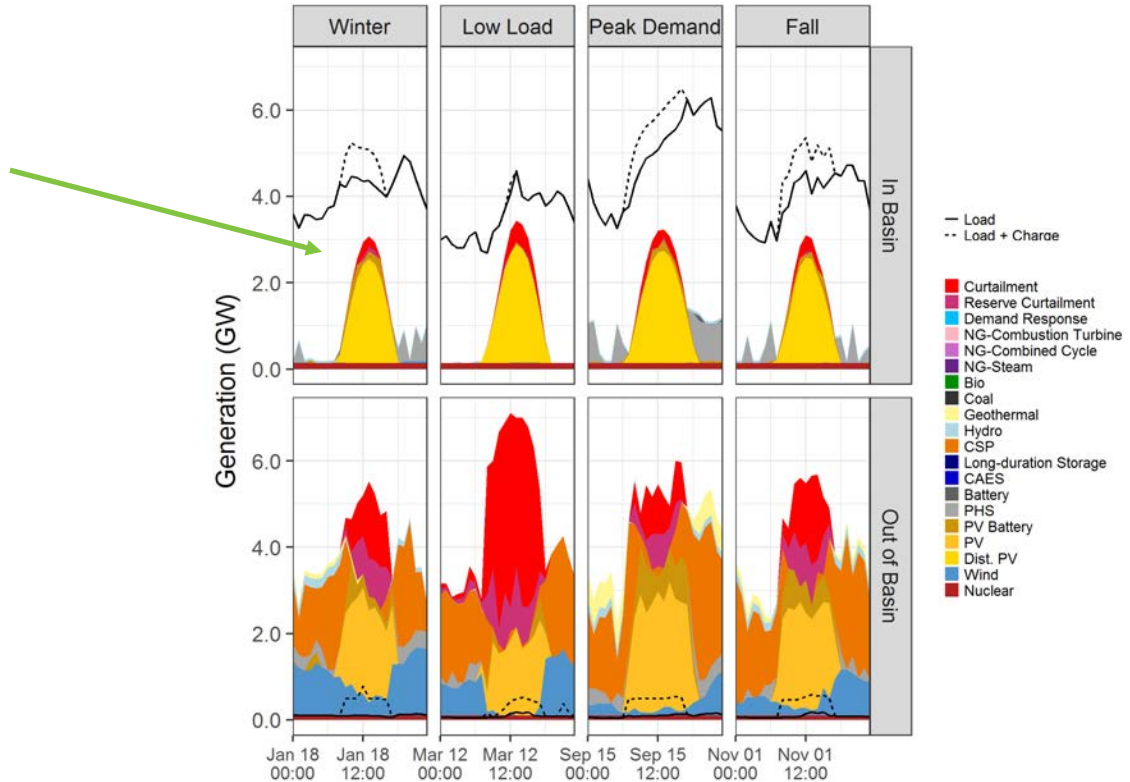 Winter
Low Load
Peak Demand
Fall
Generation (GW)
6.0
4.0
2.0
0.0
In Basin
6.0
4.0
2.0
0.0
Out of Basin
Jan 18
00:00
Jan 18
12:00
Mar 12
00:00
Mar 12
12:00
Sep 15
00:00
Sep 15
12:00
Nov 01
00:00
Nov 01
12:00
Load
Load + Charge
Curtailment
Reserve Curtailment
Demand Response
NG-Combustion Turbine
NG-Combined Cycle
NG-Steam
Bio
Coal
Geothermal
Hydro
CSP
Long-duration Storage
CAES
Battery
PHS
PV Battery
PV
Dist. PV
Wind
Nuclear